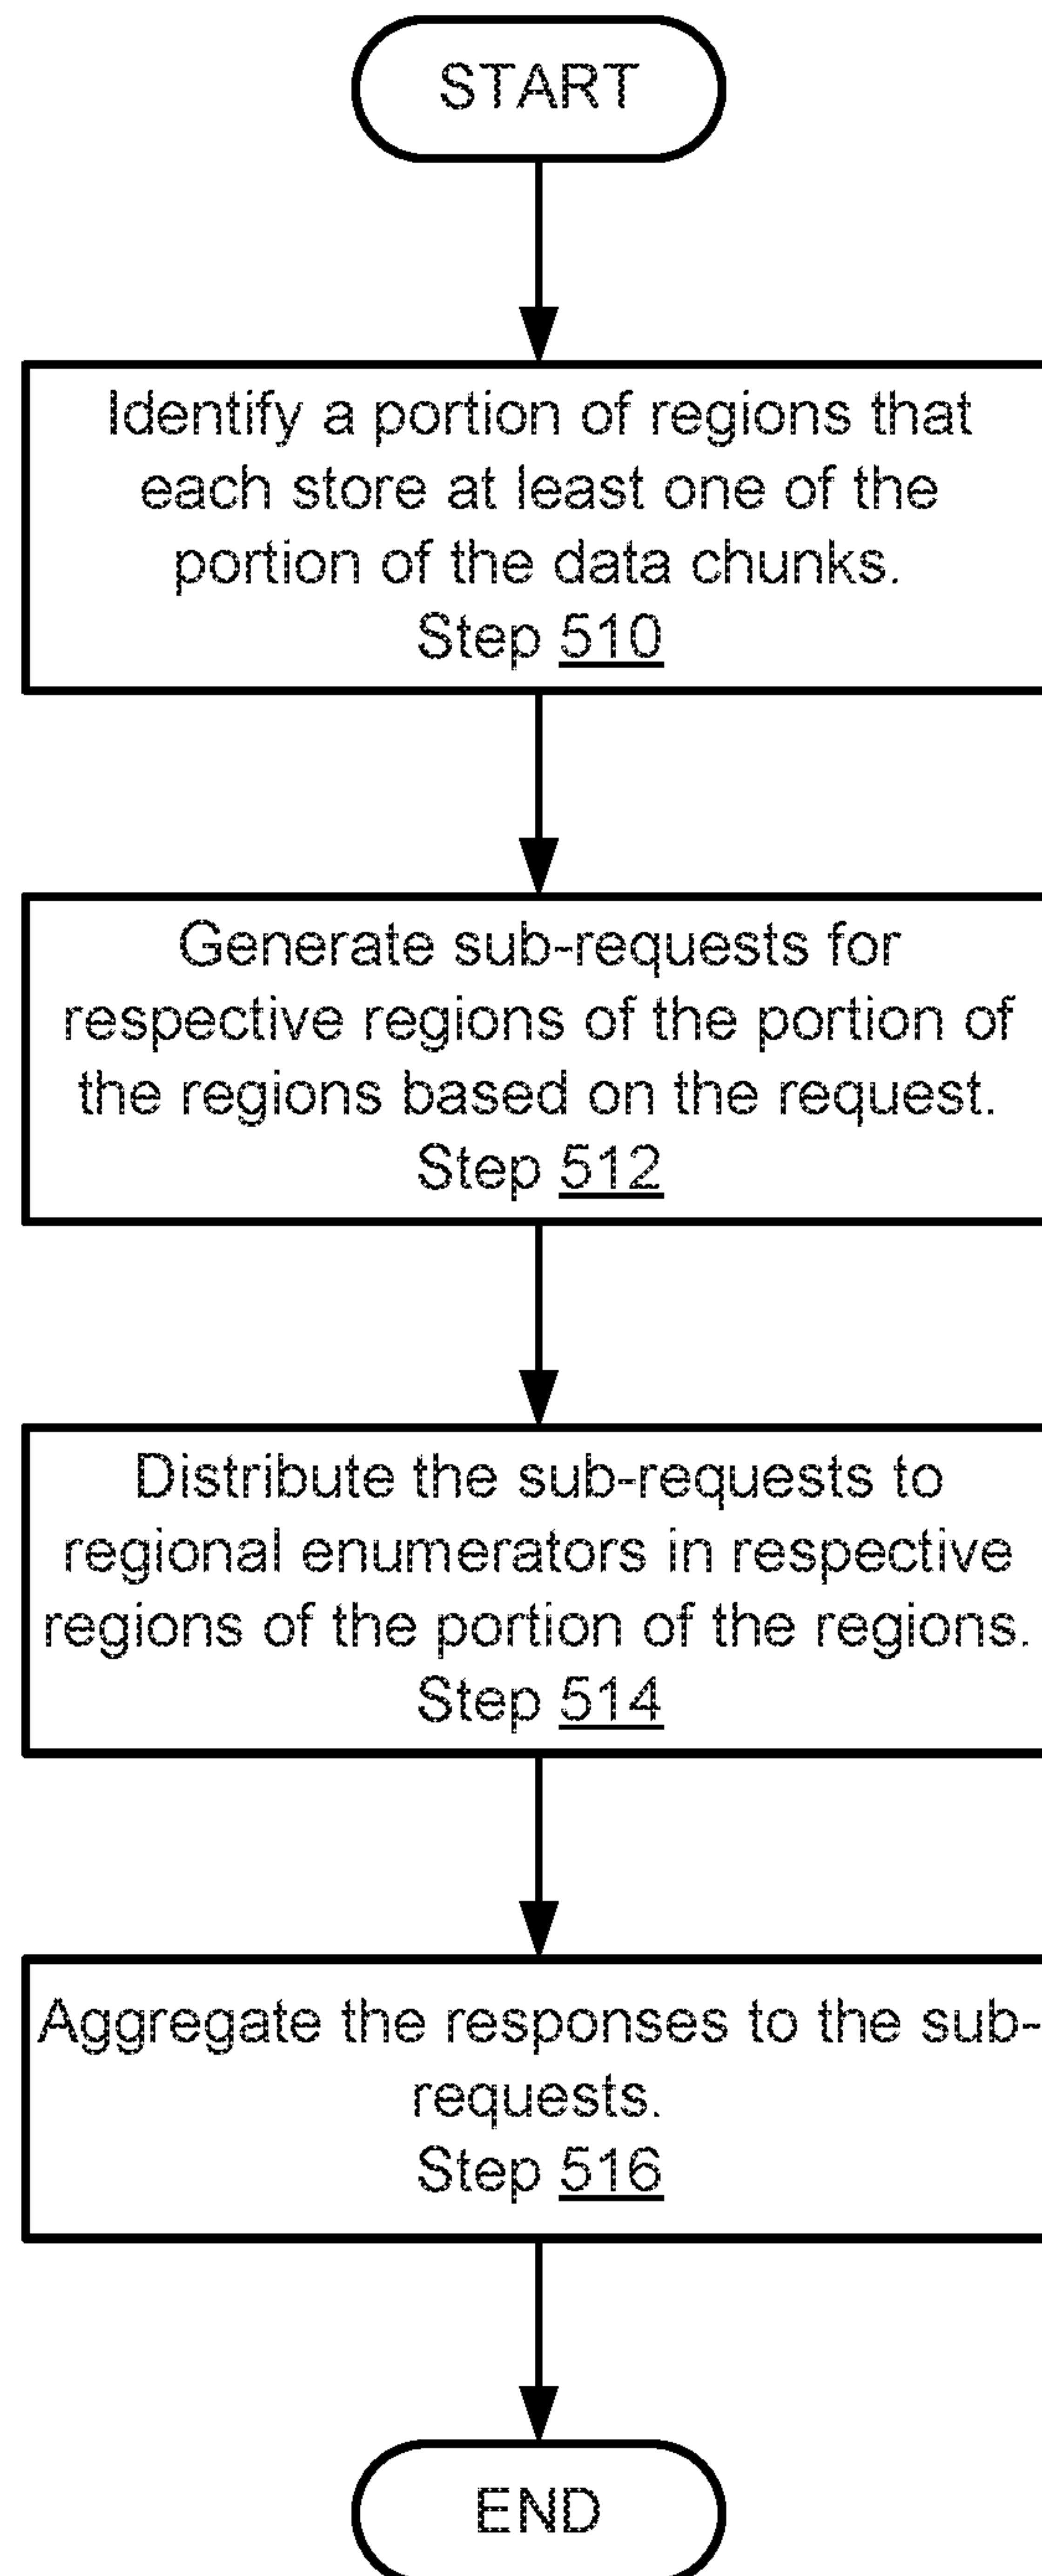 START
Identify a portion of regions that
each store at least one of the
portion of the data chunks.
Step 510
Generate sub-requests for
respective regions of the portion of
the regions based on the request.
Step 512
Distribute the sub-requests to
regional enumerators in respective
regions of the portion of the regions.
Step 514
Aggregate the responses to the sub-
requests.
Step 516
END